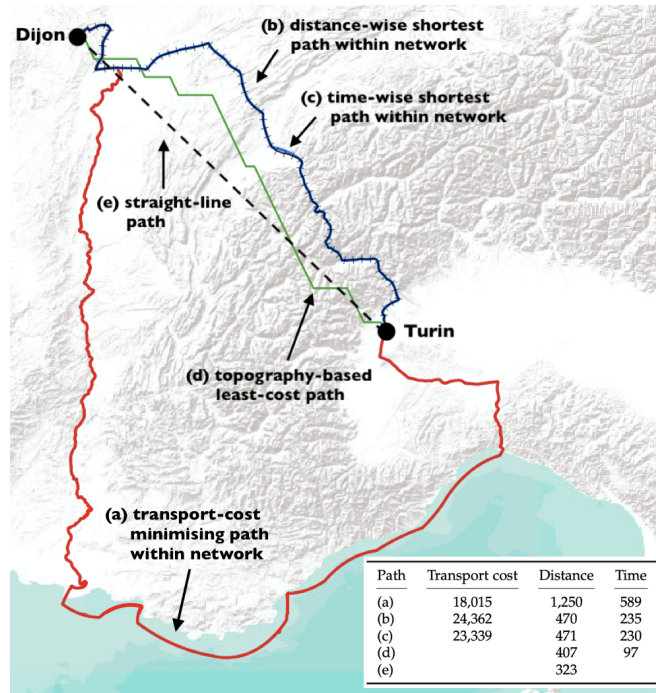 Dijon
(b) distance-wise shortest
path within network
(c) time-wise shortest
path within network
(e) straight-line
path
Turin
(d) topography-based
least-cost path
(a) transport-cost
minimising path
within network
Path Transport cost Distance Time
(a) 18,015 1,250 589
(b) 24,362 470 235
(c) 23,339 471 230
(d) 407 97
(e) 323